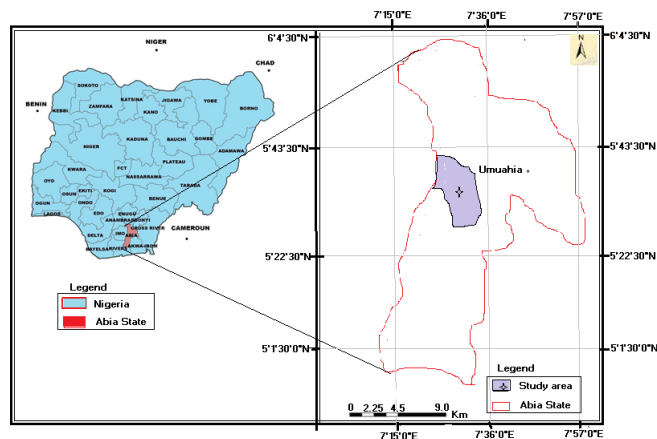 NIGER
CHAD
BENIN
SOKOTO
KEBBI
ZAMFARA
KATSINA
KANO
JIGAWA
YOBE
BORNO
KADUNA
BAUCHI
GOMBE
ADAMAWA
NIGER
PLATEAU
FCT
NASSARRAWA
KWARA
TARABA
OYO
OGUN
OSUN
EKITI
KOGI
BENUE
LAGOS
ONDO
EDO
ENUGU
ANAMBRA
EBONYI
CROSS RIVER
IMO
ABIA
DELTA
BAYELSA
RIVERS
AKWA-IBOM
CAMEROUN
Legend
Nigeria
Abia State
7°15'0"E 7°36'0"E 7°57'0"E
6°4'30"N 6°4'30"N
N
5°43'30"N 5°43'30"N
Umuahia
5°22'30"N 5°22'30"N
5°1'30"N 5°1'30"N
Legend
Study area
Abia State
0 2.25 4.5 9.0
Km
7°15'0"E 7°36'0"E 7°57'0"E